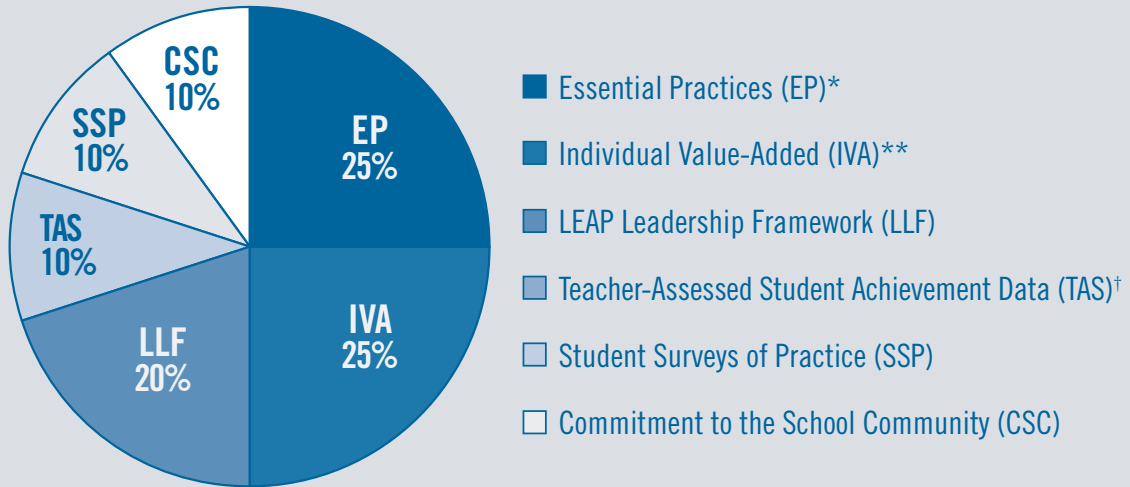 CSC
10%
SSP
10%
TAS
10%
LLF
20%
EP
25%
IVA
25%
Essential Practices (EP)*
Individual Value-Added (IVA)**
LEAP Leadership Framework (LLF)
Teacher-Assessed Student Achievement Data (TAS)†
Student Surveys of Practice (SSP)
Commitment to the School Community (CSC)